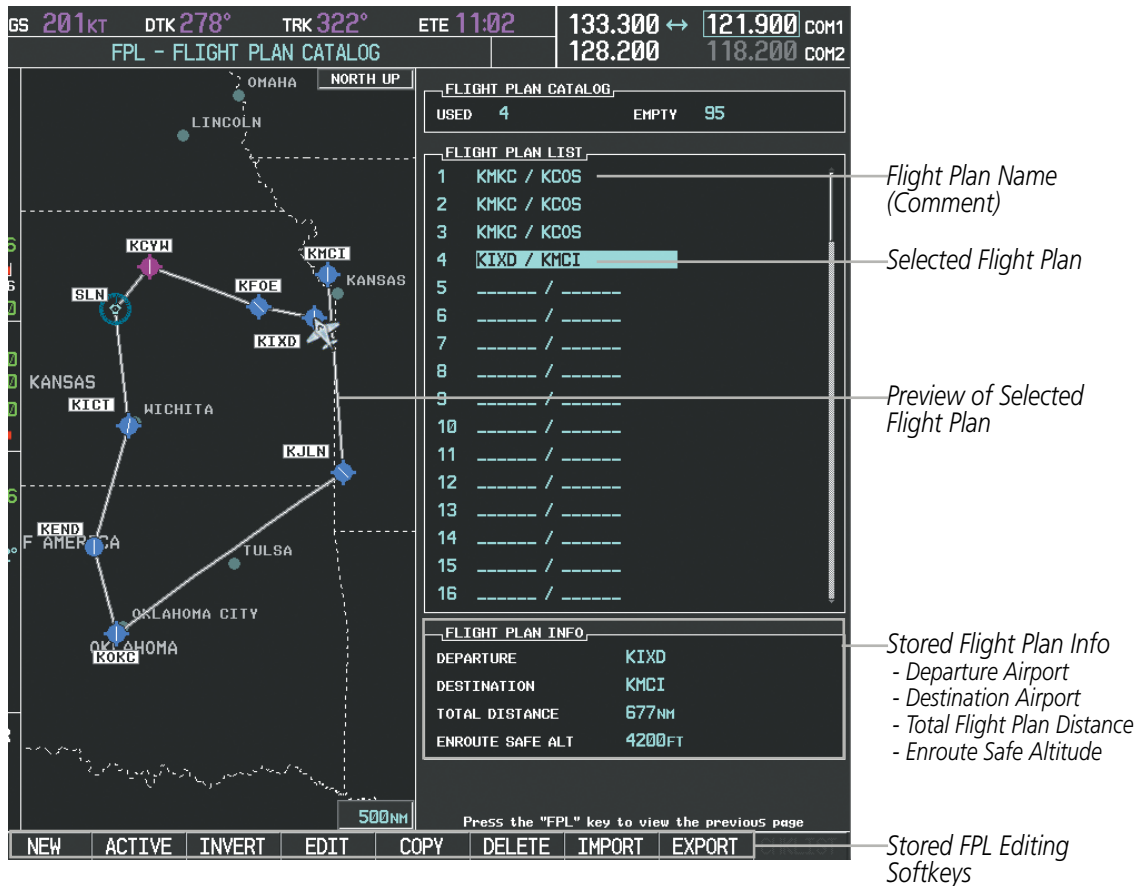 GS 201KT DTK 278° TRK 322° ETE 11:02
133.300 ↔ 121.900 COM1
128.200 118.200 COM2
FPL - FLIGHT PLAN CATALOG
NORTH UP
OMAHA
LINCOLN
KCYW
KMCI
KANSAS
SLN
KFOE
KIXD
KANSAS
KICT
WICHITA
KJLN
KEND
F AMERICA
TULSA
OKLAHOMA CITY
OKLAHOMA
KOKC
500NM
FLIGHT PLAN CATALOG
USED 4 EMPTY 95
FLIGHT PLAN LIST
1 KMKC / KCOS
2 KMKC / KCOS
3 KMKC / KCOS
4 KIXD / KMCI
5 ______ / ______
6 ______ / ______
7 ______ / ______
8 ______ / ______
9 ______ / ______
10 ______ / ______
11 ______ / ______
12 ______ / ______
13 ______ / ______
14 ______ / ______
15 ______ / ______
16 ______ / ______
FLIGHT PLAN INFO
DEPARTURE KIXD
DESTINATION KMCI
TOTAL DISTANCE 677NM
ENROUTE SAFE ALT 4200FT
Press the "FPL" key to view the previous page
NEW ACTIVE INVERT EDIT COPY DELETE IMPORT EXPORT CHKLIST
Flight Plan Name
(Comment)
Selected Flight Plan
Preview of Selected
Flight Plan
Stored Flight Plan Info
- Departure Airport
- Destination Airport
- Total Flight Plan Distance
- Enroute Safe Altitude
Stored FPL Editing
Softkeys